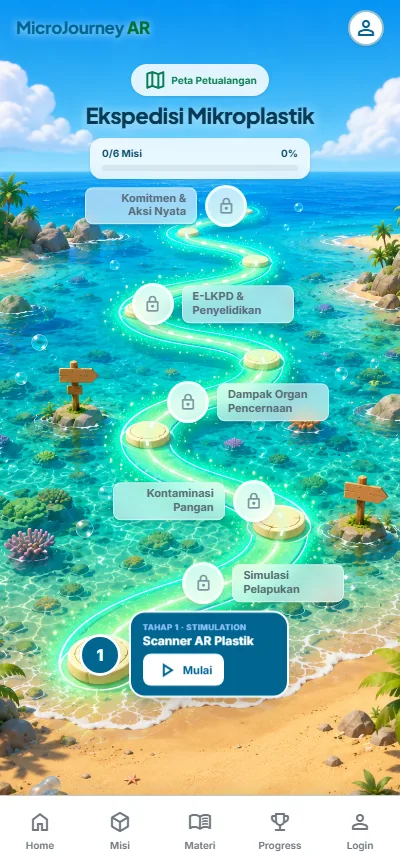 MicroJourney AR
Peta Petualangan
Ekspedisi Mikroplastik
0/6 Misi 0%
Komitmen &
Aksi Nyata
E-LKPD &
Penyelidikan
Dampak Organ
Pencernaan
Kontaminasi
Pangan
Simulasi
Pelapukan
TAHAP 1 • STIMULATION
Scanner AR Plastik
1
Mulai
Home Misi Materi Progress Login